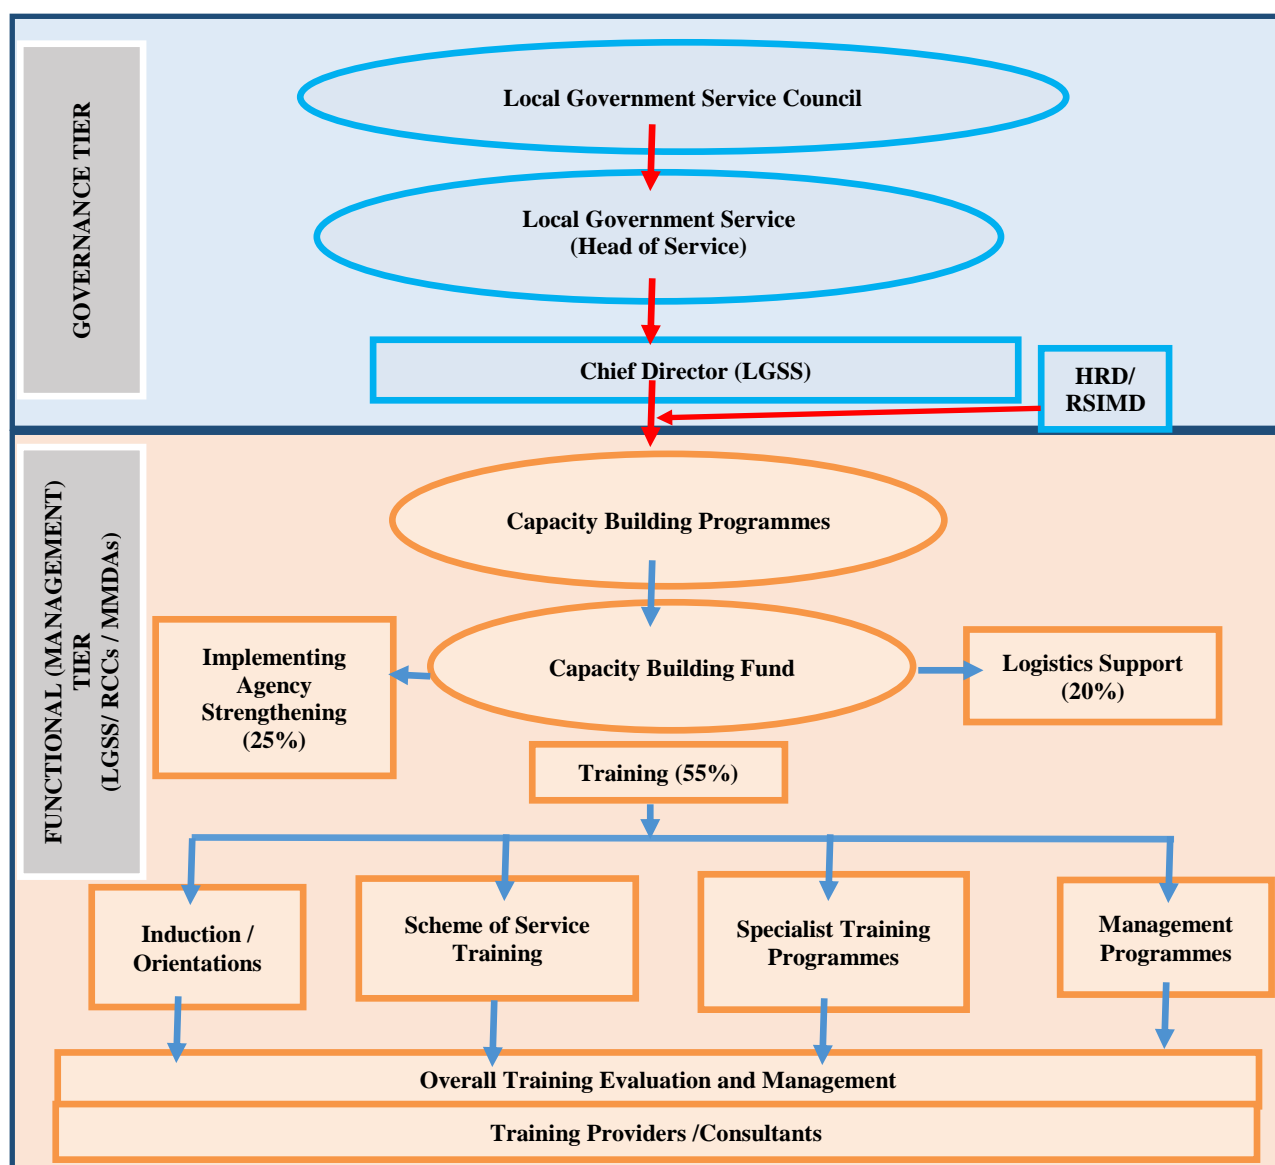 GOVERNANCE TIER
Local Government Service Council
Local Government Service
(Head of Service)
Chief Director (LGSS)
HRD/
RSIMD
FUNCTIONAL (MANAGEMENT)
TIER
(LGSS/ RCCs / MMDAs)
Capacity Building Programmes
Implementing
Agency
Strengthening
(25%)
Capacity Building Fund
Logistics Support
(20%)
Training (55%)
Induction /
Orientations
Scheme of Service
Training
Specialist Training
Programmes
Management
Programmes
Overall Training Evaluation and Management
Training Providers /Consultants